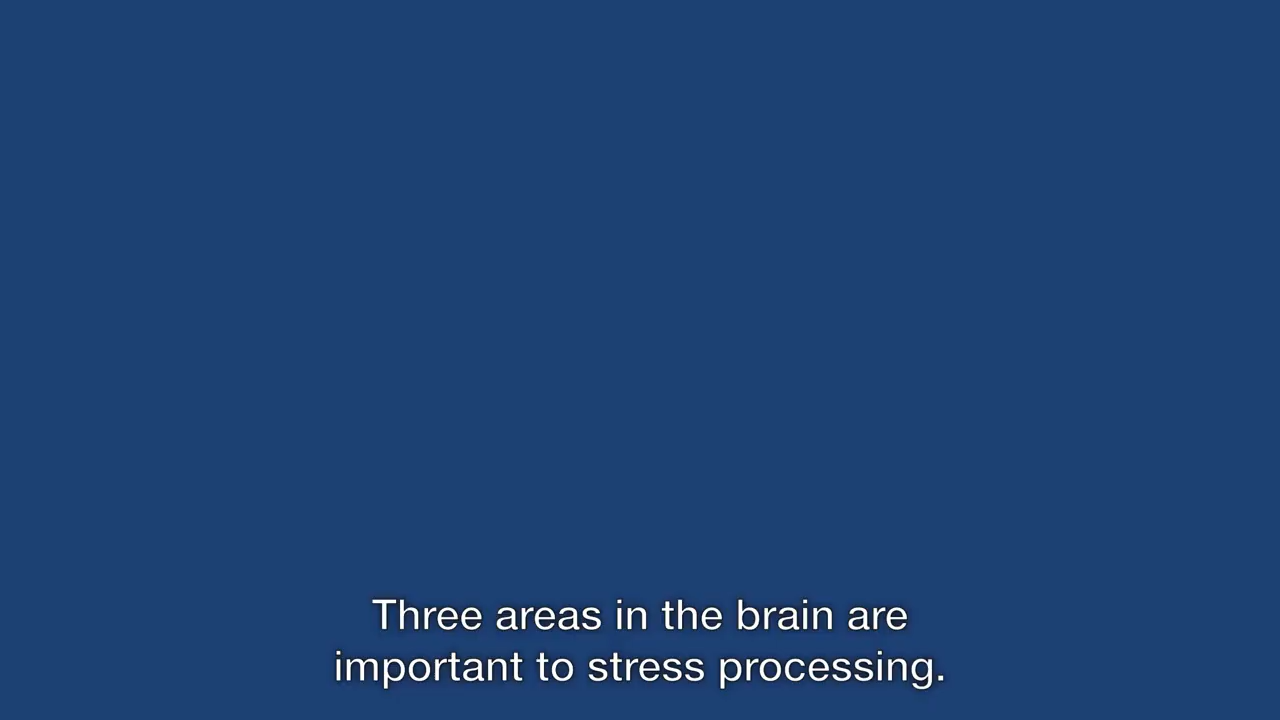 Three areas in the brain are
important to stress processing.